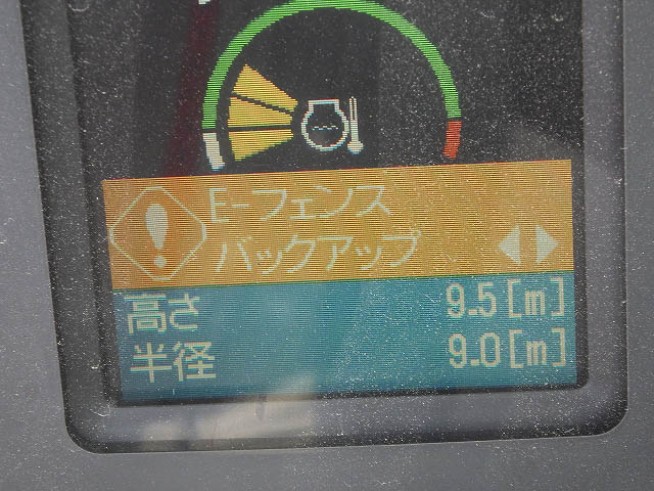 E-フェンス
バックアップ
高さ 9.5[m]
半径 9.0[m]